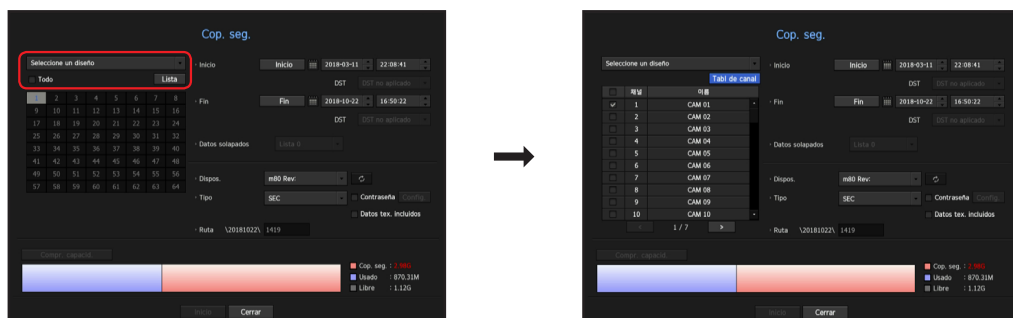 Cop. seg.
Seleccione un diseño
Todo Lista
1 2 3 4 5 6 7 8
9 10 11 12 13 14 15 16
17 18 19 20 21 22 23 24
25 26 27 28 29 30 31 32
33 34 35 36 37 38 39 40
41 42 43 44 45 46 47 48
49 50 51 52 53 54 55 56
57 58 59 60 61 62 63 64
· Inicio Inicio 2018-03-11 22:08:41
DST DST no aplicado
· Fin Fin 2018-10-22 16:50:22
DST DST no aplicado
· Datos solapados Lista 0
· Dispos. m80 Rev:
· Tipo SEC Contraseña Config.
Datos tex. incluidos
· Ruta \20181022\ 1419
Compr. capacid.
Cop. seg. : 2.98G
Usado : 870.31M
Libre : 1.12G
Inicio Cerrar
Cop. seg.
Seleccione un diseño
Tabl de canal
채널 이름
1 CAM 01
2 CAM 02
3 CAM 03
4 CAM 04
5 CAM 05
6 CAM 06
7 CAM 07
8 CAM 08
9 CAM 09
10 CAM 10
< 1 / 7 >
· Inicio Inicio 2018-03-11 22:08:41
DST DST no aplicado
· Fin Fin 2018-10-22 16:50:22
DST DST no aplicado
· Datos solapados Lista 0
· Dispos. m80 Rev:
· Tipo SEC Contraseña Config.
Datos tex. incluidos
· Ruta \20181022\ 1419
Compr. capacid.
Cop. seg. : 2.98G
Usado : 870.31M
Libre : 1.12G
Inicio Cerrar